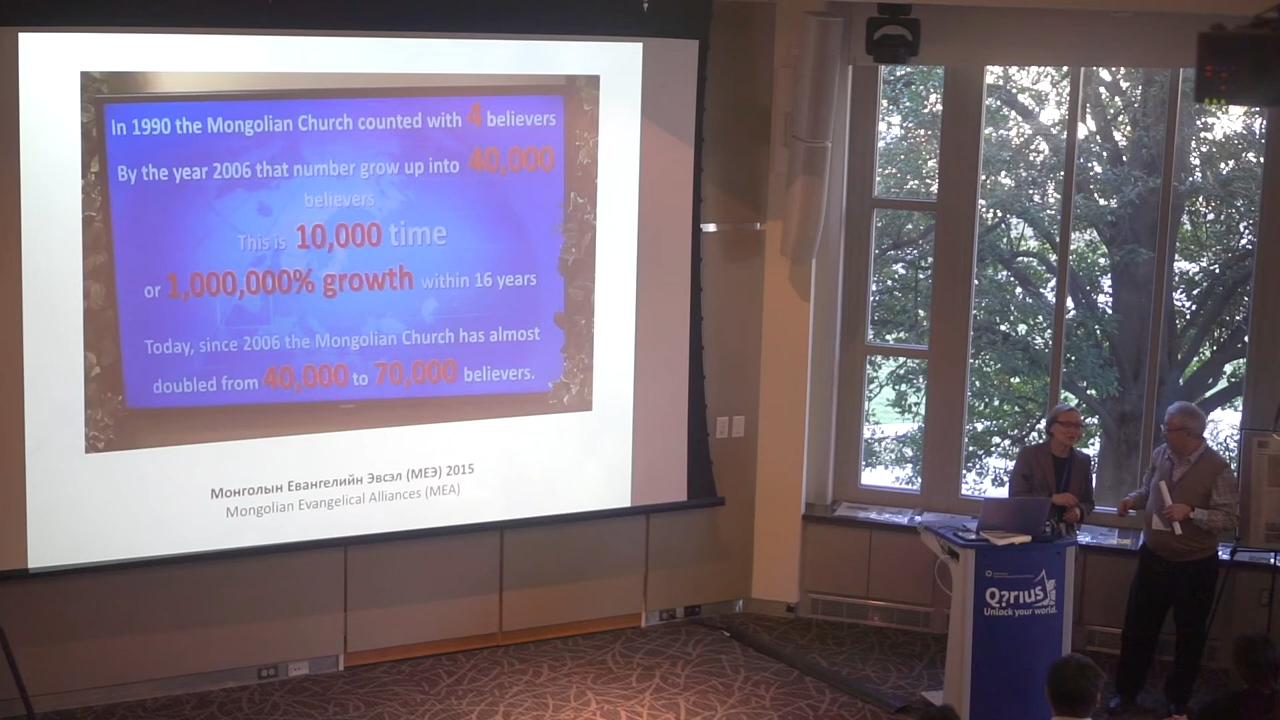 In 1990 the Mongolian Church counted with 4 believers
By the year 2006 that number grow up into 40,000
believers
This is 10,000 time
or 1,000,000% growth within 16 years
Today, since 2006 the Mongolian Church has almost
doubled from 40,000 to 70,000 believers.
Монголын Евангелийн Эвсэл (МЕЭ) 2015
Mongolian Evangelical Alliances (MEA)
Q?rius
Unlock your world.